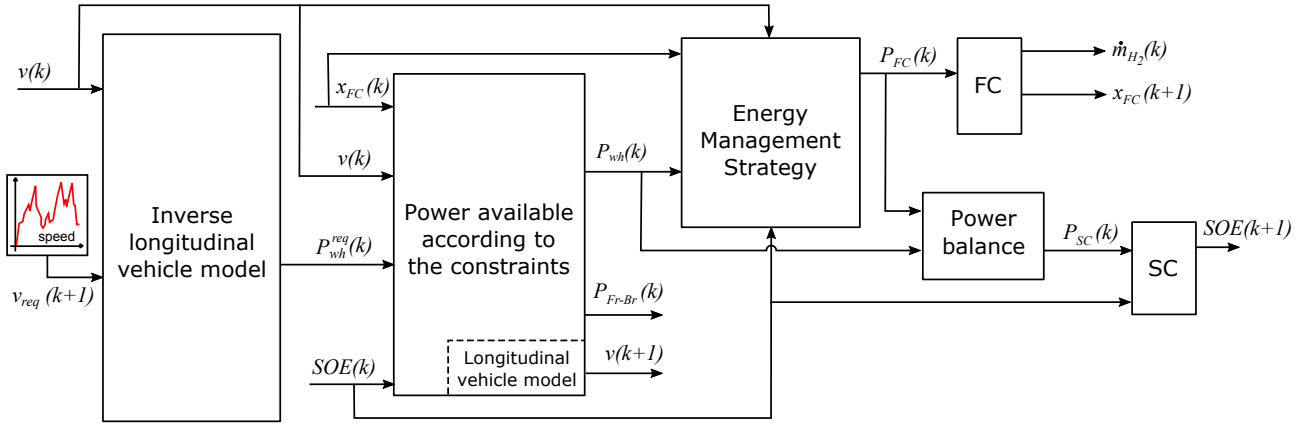 v(k)
speed
v_req (k+1)
Inverse
longitudinal
vehicle model
P_wh^req(k)
x_FC(k)
v(k)
SOE(k)
Power available
according to
the constraints
Longitudinal
vehicle model
P_wh(k)
P_Fr-Br(k)
v(k+1)
Energy
Management
Strategy
P_FC(k)
FC
ṁ_H₂(k)
x_FC(k+1)
Power
balance
P_SC(k)
SC
SOE(k+1)